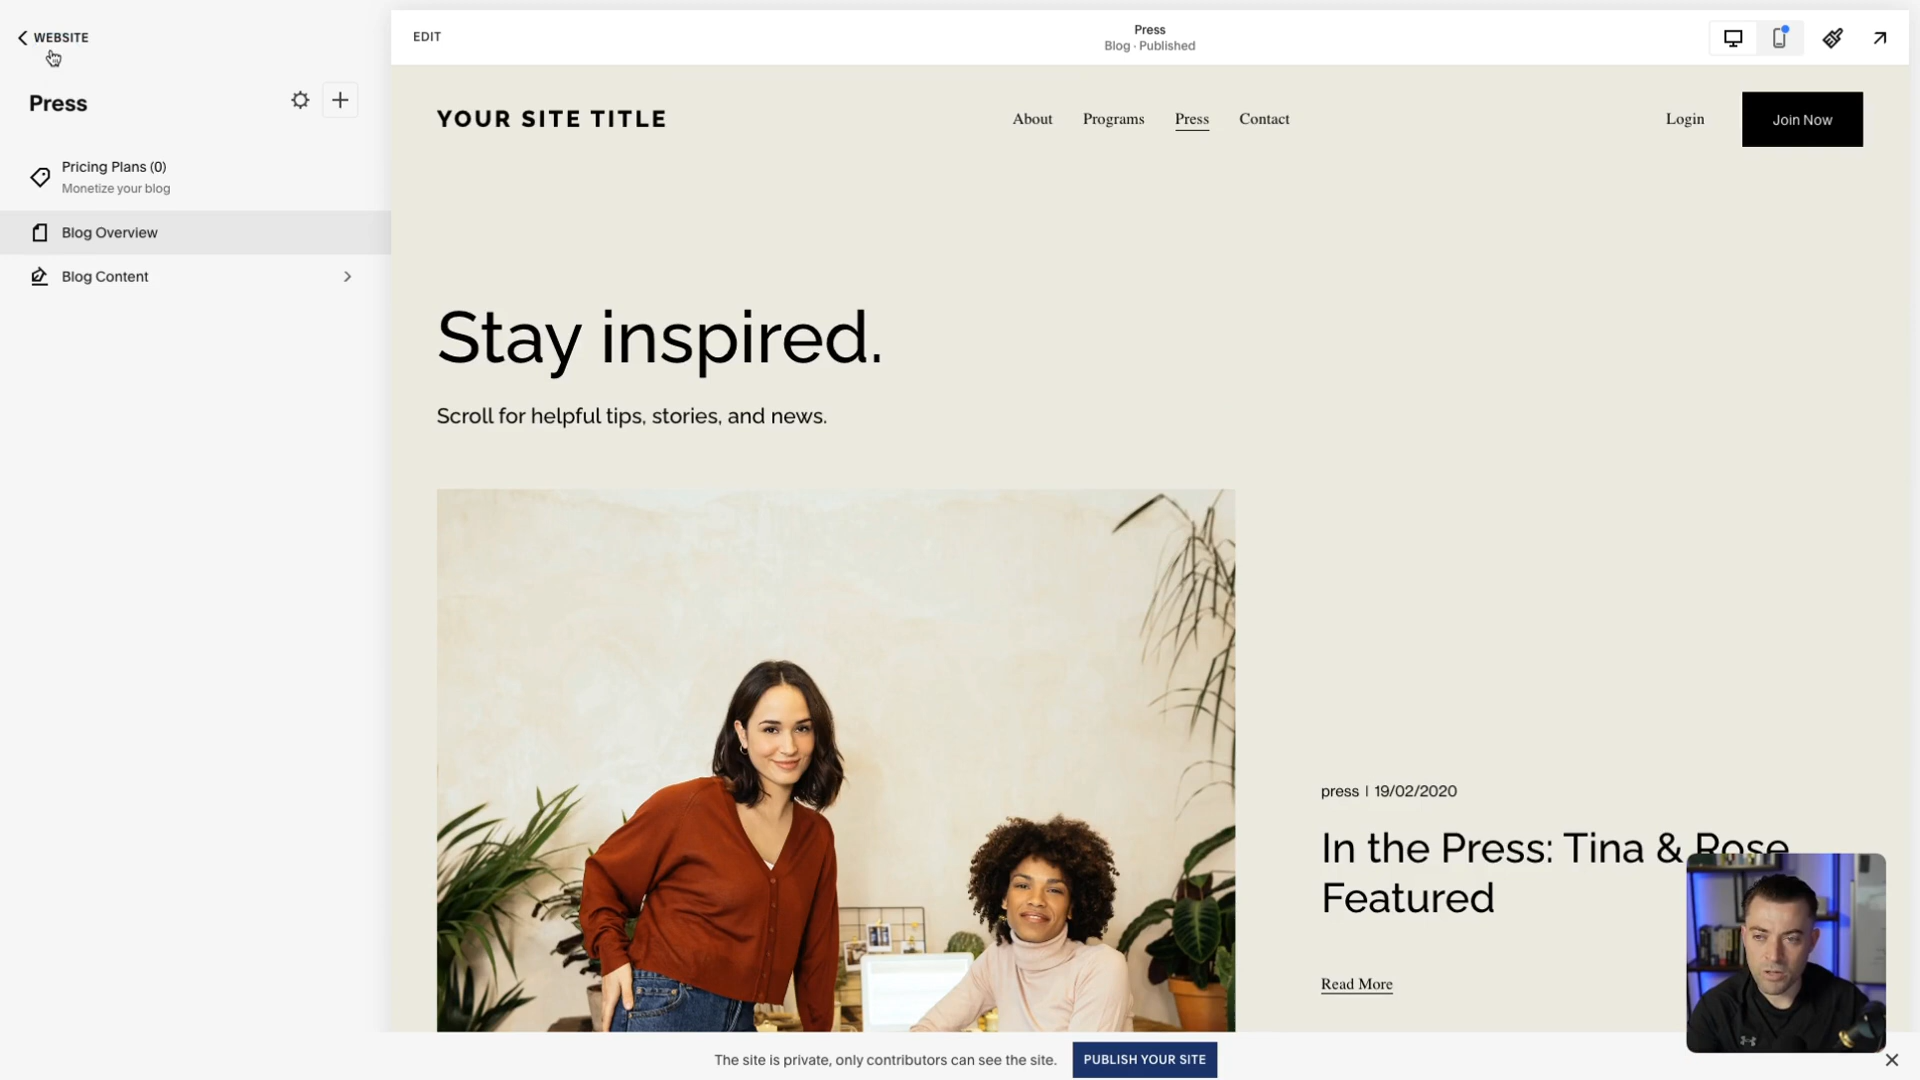 WEBSITE
Press
Pricing Plans (0)
Monetize your blog
Blog Overview
Blog Content
EDIT
Press
Blog · Published
YOUR SITE TITLE
About
Programs
Press
Contact
Login
Join Now
Stay inspired.
Scroll for helpful tips, stories, and news.
press | 19/02/2020
In the Press: Tina & Rose
Featured
Read More
The site is private, only contributors can see the site.
PUBLISH YOUR SITE